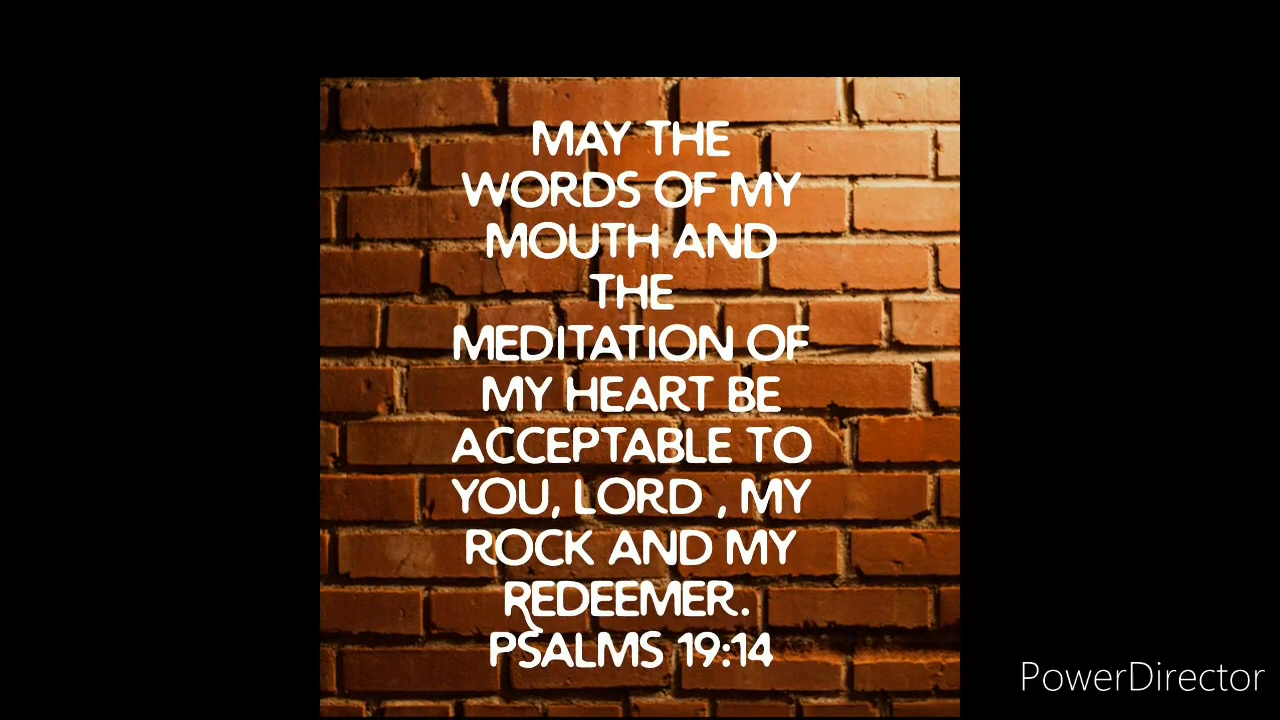 MAY THE
WORDS OF MY
MOUTH AND
THE
MEDITATION OF
MY HEART BE
ACCEPTABLE TO
YOU, LORD , MY
ROCK AND MY
REDEEMER.
PSALMS 19:14
PowerDirector